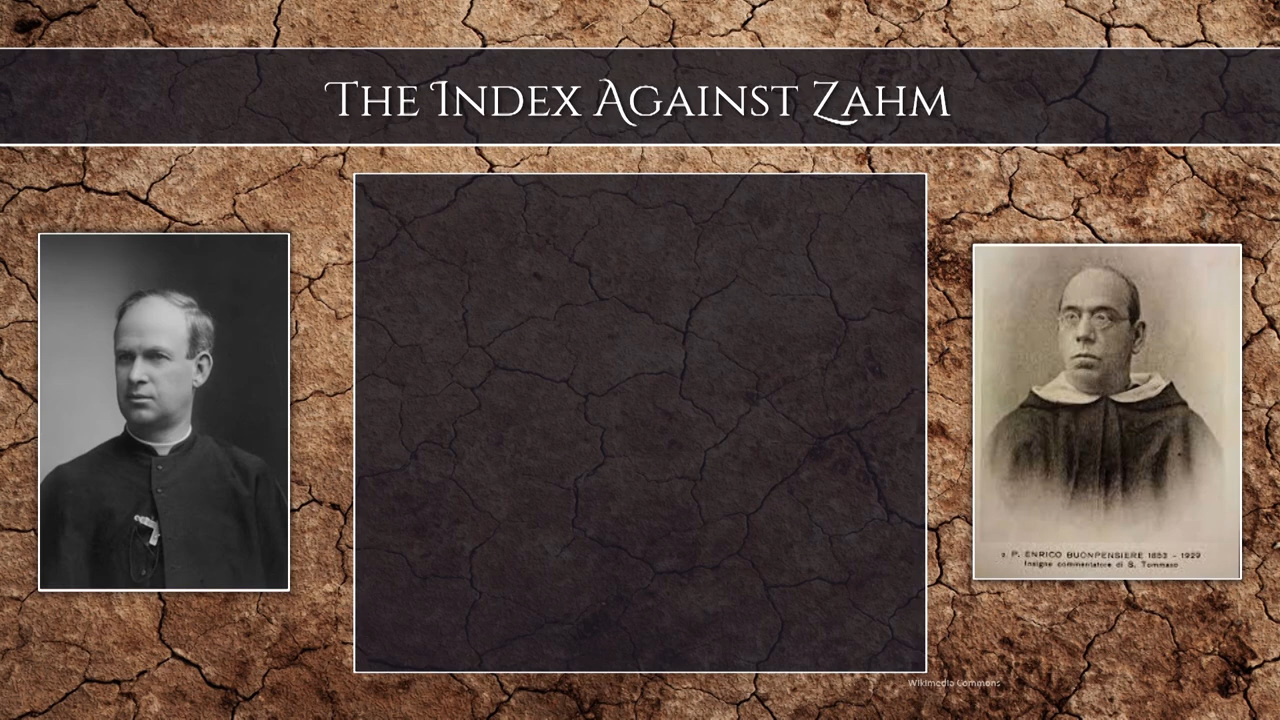 The Index Against Zahm
P. ENRICO BUONPENSIERE 1853 - 1929
Insigne commentatore di S. Tommaso
Wikimedia Commons